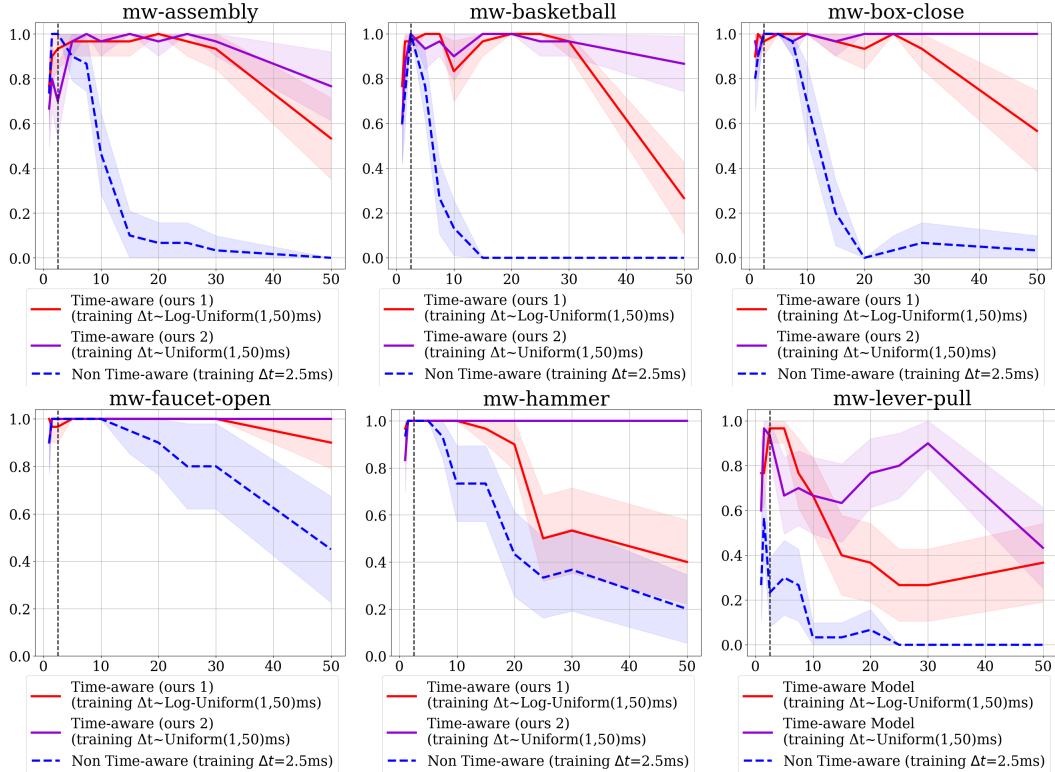 mw-assembly
1.0
0.8
0.6
0.4
0.2
0.0
0 10 20 30 40 50
Time-aware (ours 1)
(training Δt~Log-Uniform(1,50)ms)
Time-aware (ours 2)
(training Δt~Uniform(1,50)ms)
Non Time-aware (training Δt=2.5ms)
mw-basketball
1.0
0.8
0.6
0.4
0.2
0.0
0 10 20 30 40 50
Time-aware (ours 1)
(training Δt~Log-Uniform(1,50)ms)
Time-aware (ours 2)
(training Δt~Uniform(1,50)ms)
Non Time-aware (training Δt=2.5ms)
mw-box-close
1.0
0.8
0.6
0.4
0.2
0.0
0 10 20 30 40 50
Time-aware (ours 1)
(training Δt~Log-Uniform(1,50)ms)
Time-aware (ours 2)
(training Δt~Uniform(1,50)ms)
Non Time-aware (training Δt=2.5ms)
mw-faucet-open
1.0
0.8
0.6
0.4
0.2
0.0
0 10 20 30 40 50
Time-aware (ours 1)
(training Δt~Log-Uniform(1,50)ms)
Time-aware (ours 2)
(training Δt~Uniform(1,50)ms)
Non Time-aware (training Δt=2.5ms)
mw-hammer
1.0
0.8
0.6
0.4
0.2
0.0
0 10 20 30 40 50
Time-aware (ours 1)
(training Δt~Log-Uniform(1,50)ms)
Time-aware (ours 2)
(training Δt~Uniform(1,50)ms)
Non Time-aware (training Δt=2.5ms)
mw-lever-pull
1.0
0.8
0.6
0.4
0.2
0.0
0 10 20 30 40 50
Time-aware Model
(training Δt~Log-Uniform(1,50)ms)
Time-aware Model
(training Δt~Uniform(1,50)ms)
Non Time-aware (training Δt=2.5ms)